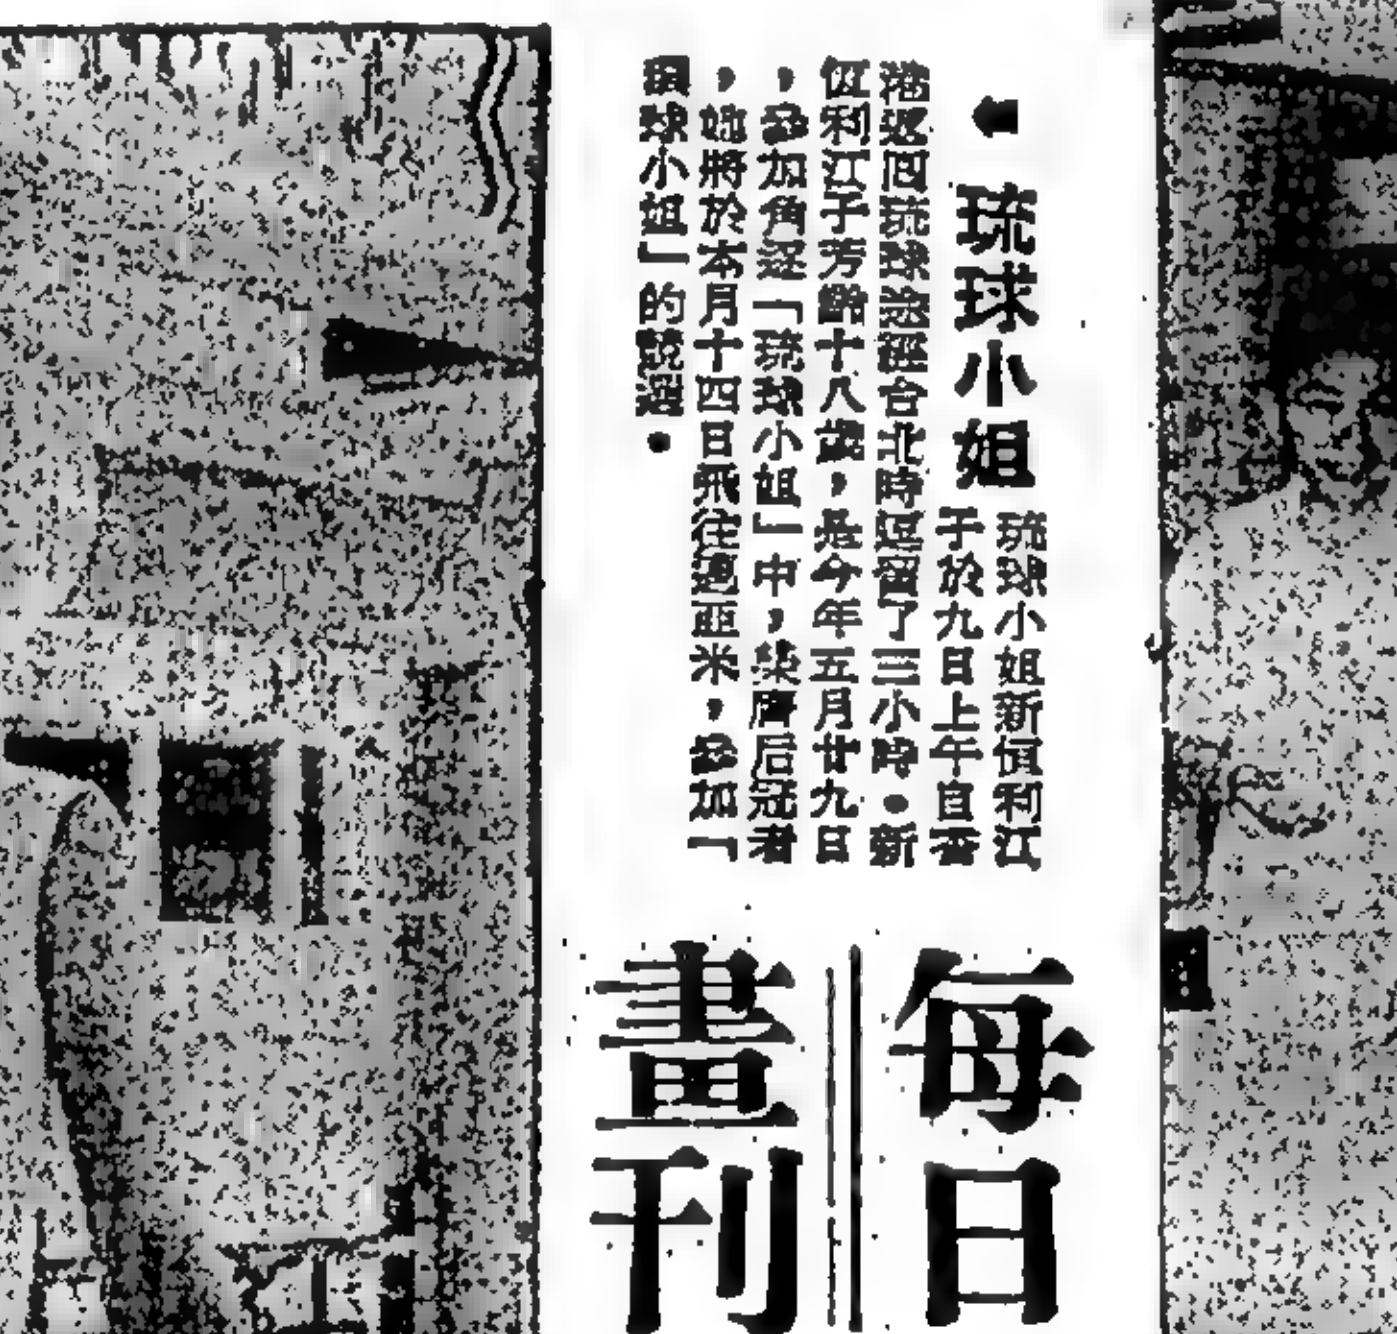 琉球小姐
琉球小姐新恒利江
子於九日上午自香
港返回琉球途經台北時逗留了三小時。新
恒利江子芳齡十八歲，是今年五月廿九日
，參加角逐「琉球小姐」中，榮膺后冠者
，她將於本月十四日飛往邁亞米，參加「
球小姐」的競選。
每日
畫刊